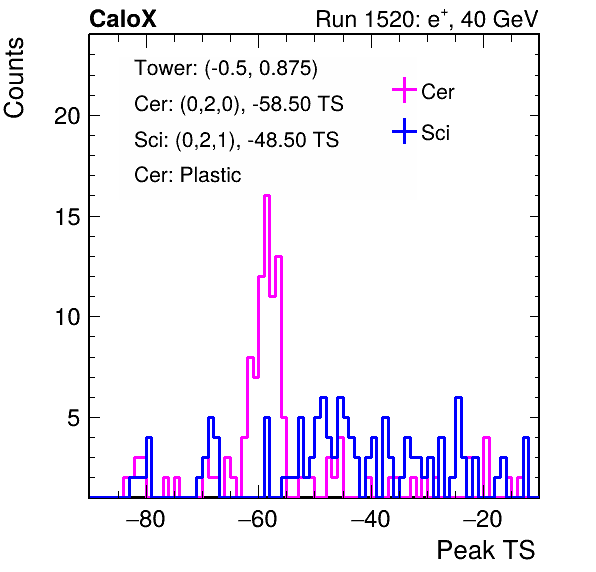 CaloX Run 1520: e⁺, 40 GeV
Counts
Tower: (-0.5, 0.875)
Cer: (0,2,0), -58.50 TS
Sci: (0,2,1), -48.50 TS
Cer: Plastic
Cer
Sci
20
15
10
5
−80 −60 −40 −20
Peak TS